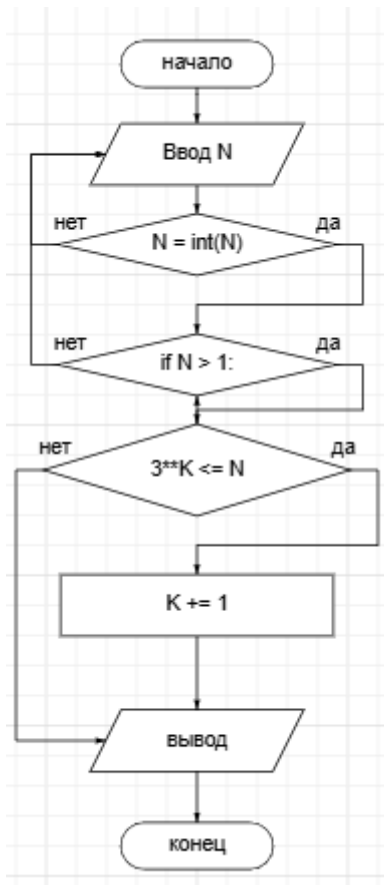 начало
Ввод N
нет
да
N = int(N)
нет
да
if N > 1:
нет
да
3**K <= N
K += 1
вывод
конец